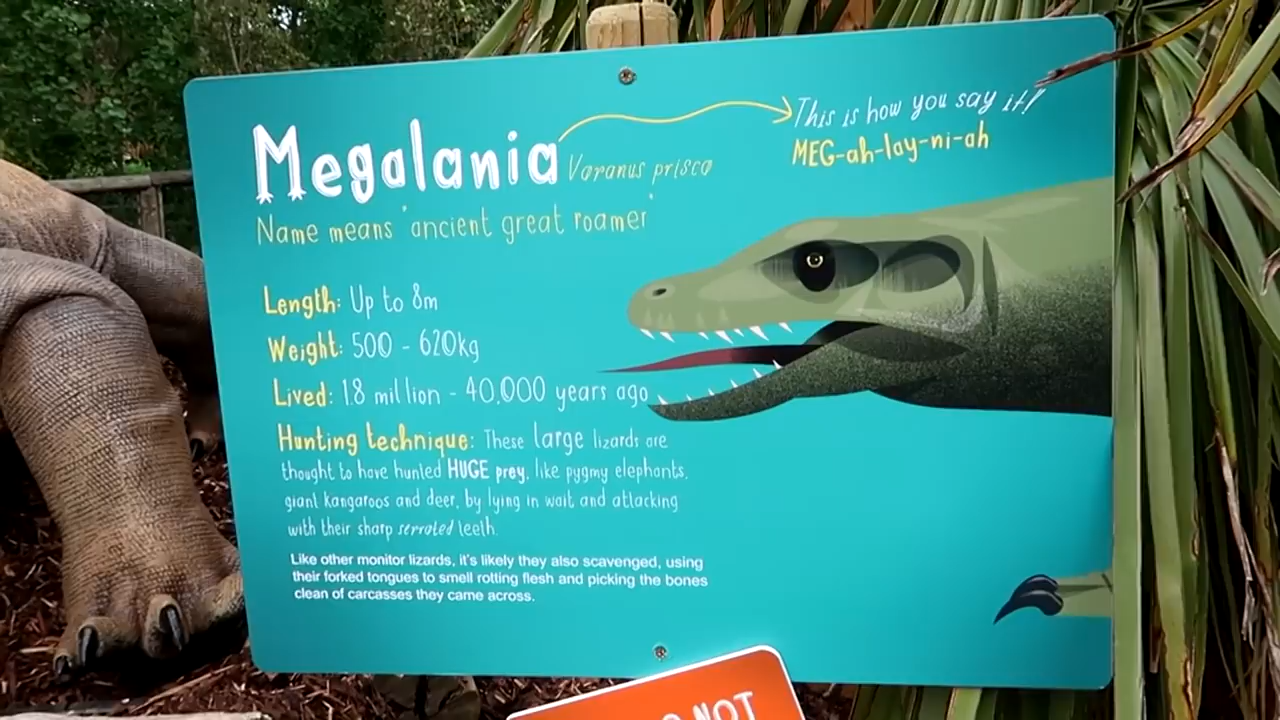 This is how you say it!
Megalania Varanus prisca
MEG-ah-lay-ni-ah
Name means 'ancient great roamer'
Length: Up to 8m
Weight: 500 - 620kg
Lived: 1.8 million - 40,000 years ago
Hunting technique: These large lizards are
thought to have hunted HUGE prey, like pygmy elephants,
giant kangaroos and deer, by lying in wait and attacking
with their sharp serrated teeth.
Like other monitor lizards, it's likely they also scavenged, using
their forked tongues to smell rotting flesh and picking the bones
clean of carcasses they came across.
NOT